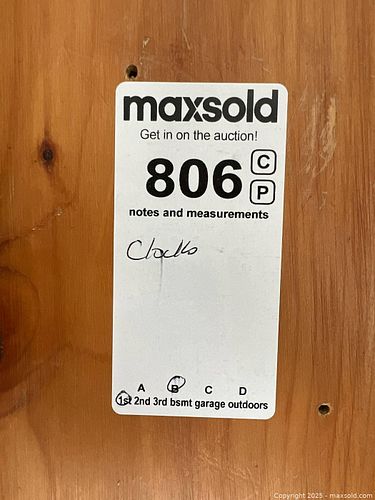 maxsold
Get in on the auction!
806 C
P
notes and measurements
Clocks
A B C D
1st 2nd 3rd bsmt garage outdoors
Copyright 2025 - maxsold.com